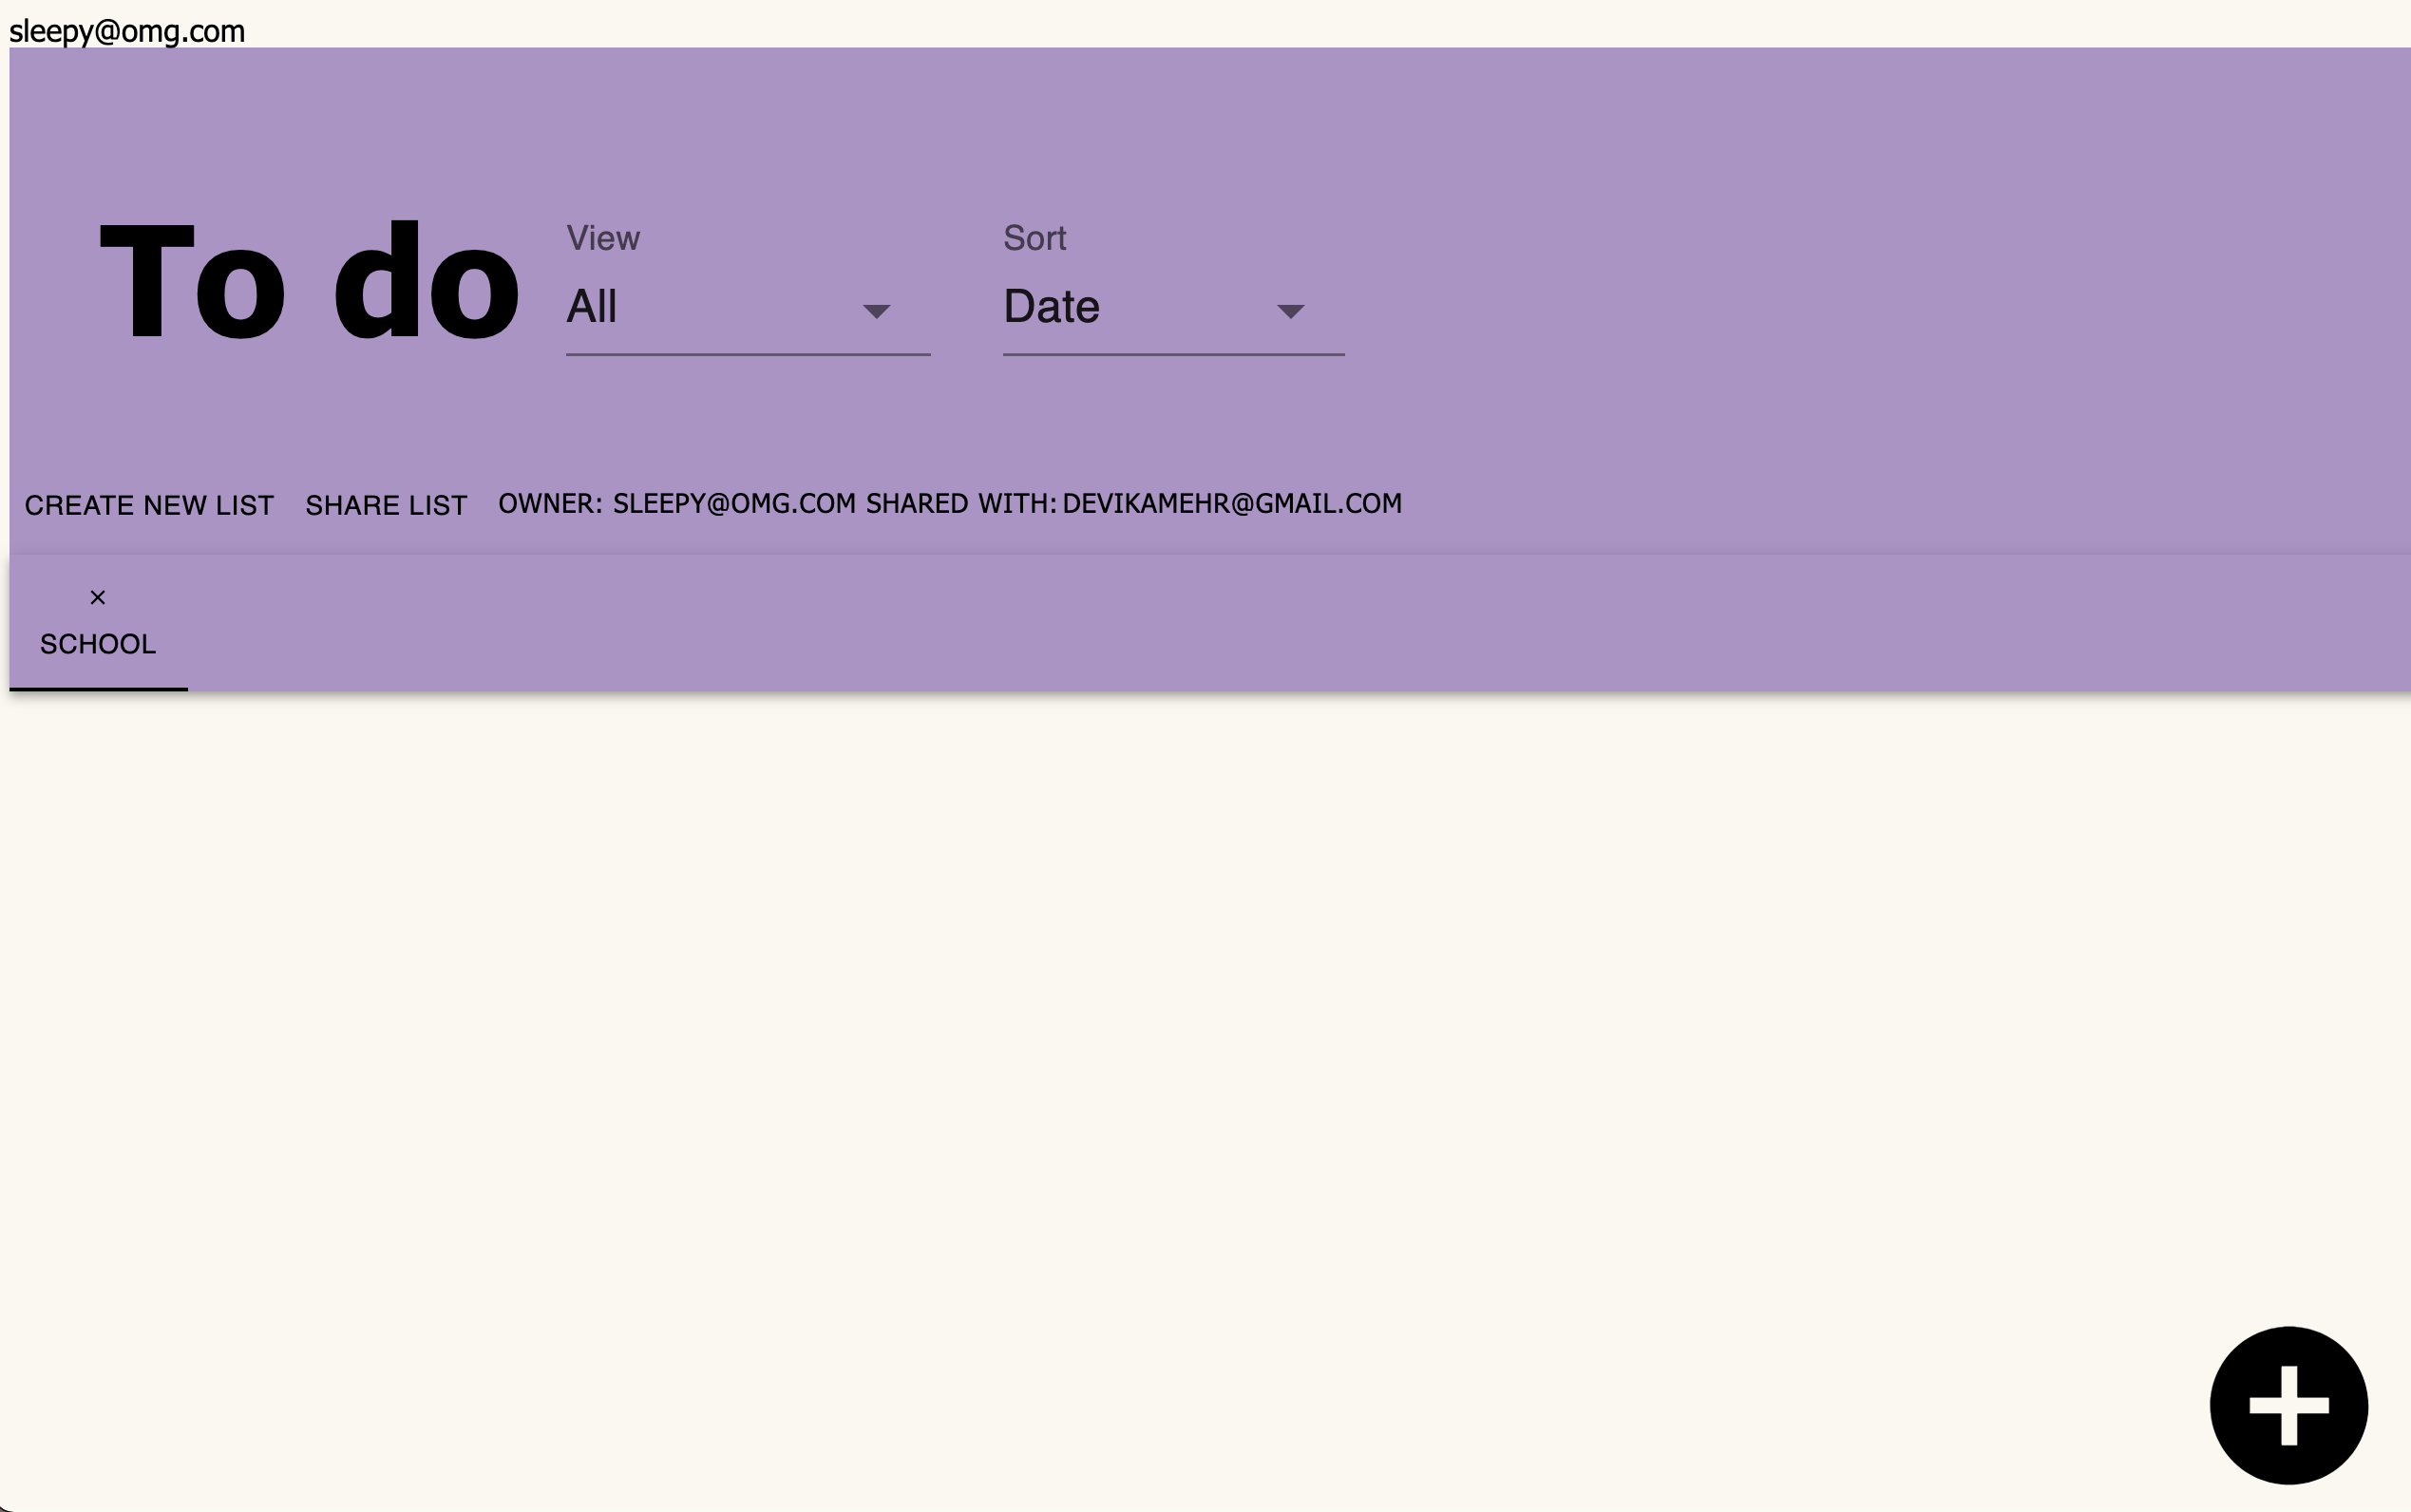 sleepy@omg.com
To do
View
All
Sort
Date
CREATE NEW LIST SHARE LIST OWNER: SLEEPY@OMG.COM SHARED WITH: DEVIKAMEHR@GMAIL.COM
×
SCHOOL